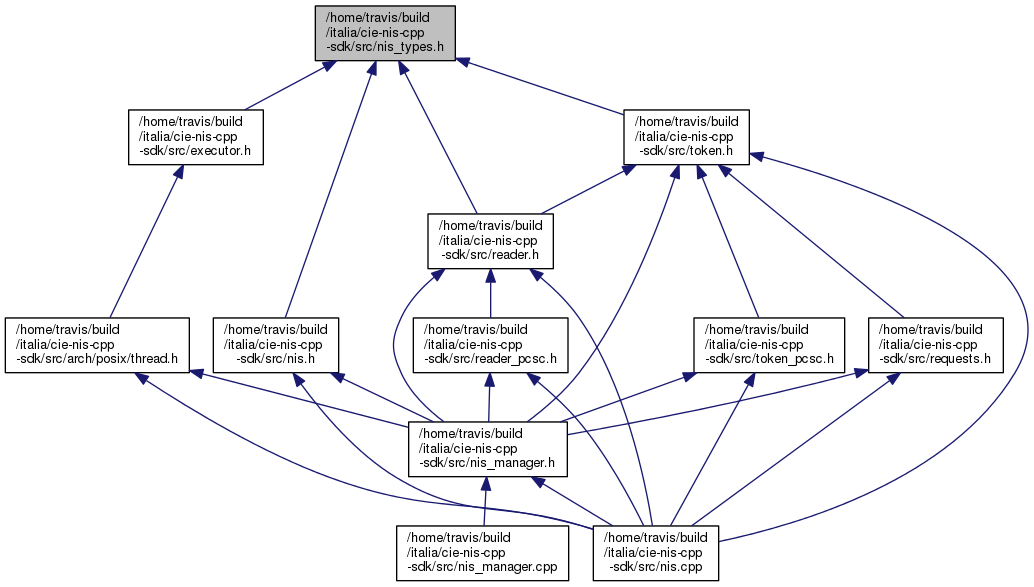 /home/travis/build
/italia/cie-nis-cpp
-sdk/src/nis_types.h
/home/travis/build
/italia/cie-nis-cpp
-sdk/src/executor.h
/home/travis/build
/italia/cie-nis-cpp
-sdk/src/token.h
/home/travis/build
/italia/cie-nis-cpp
-sdk/src/reader.h
/home/travis/build
/italia/cie-nis-cpp
-sdk/src/arch/posix/thread.h
/home/travis/build
/italia/cie-nis-cpp
-sdk/src/nis.h
/home/travis/build
/italia/cie-nis-cpp
-sdk/src/reader_pcsc.h
/home/travis/build
/italia/cie-nis-cpp
-sdk/src/token_pcsc.h
/home/travis/build
/italia/cie-nis-cpp
-sdk/src/requests.h
/home/travis/build
/italia/cie-nis-cpp
-sdk/src/nis_manager.h
/home/travis/build
/italia/cie-nis-cpp
-sdk/src/nis_manager.cpp
/home/travis/build
/italia/cie-nis-cpp
-sdk/src/nis.cpp